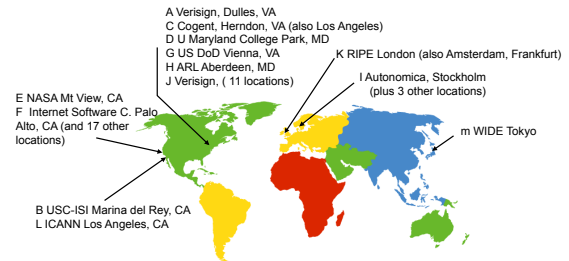 A Verisign, Dulles, VA
C Cogent, Herndon, VA (also Los Angeles)
D U Maryland College Park, MD
G US DoD Vienna, VA
H ARL Aberdeen, MD
J Verisign, ( 11 locations)
K RIPE London (also Amsterdam, Frankfurt)
I Autonomica, Stockholm
(plus 3 other locations)
E NASA Mt View, CA
F Internet Software C. Palo
Alto, CA (and 17 other
locations)
m WIDE Tokyo
B USC-ISI Marina del Rey, CA
L ICANN Los Angeles, CA